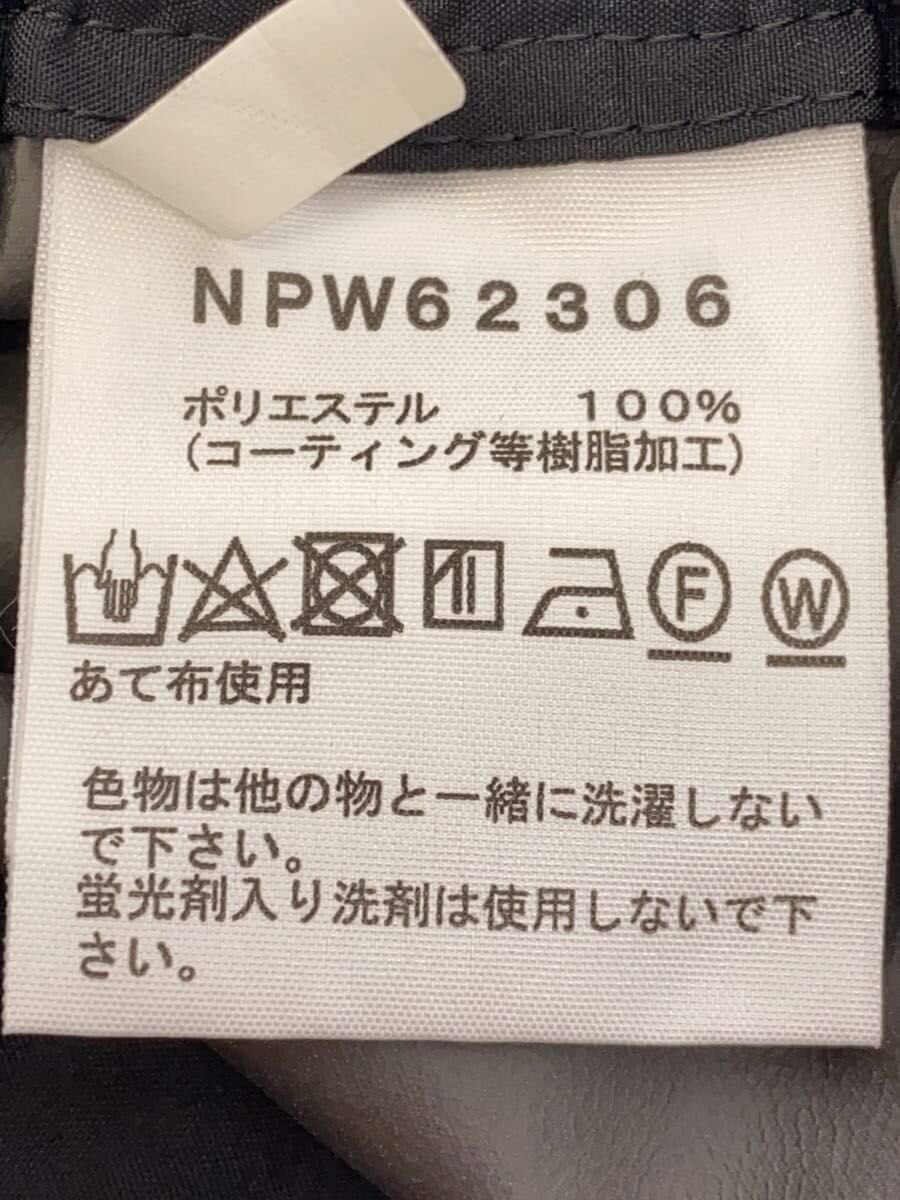 NPW62306
ポリエステル 100%
(コーティング等樹脂加工)
F W
あて布使用
色物は他の物と一緒に洗濯しない
で下さい。
蛍光剤入り洗剤は使用しないで下
さい。